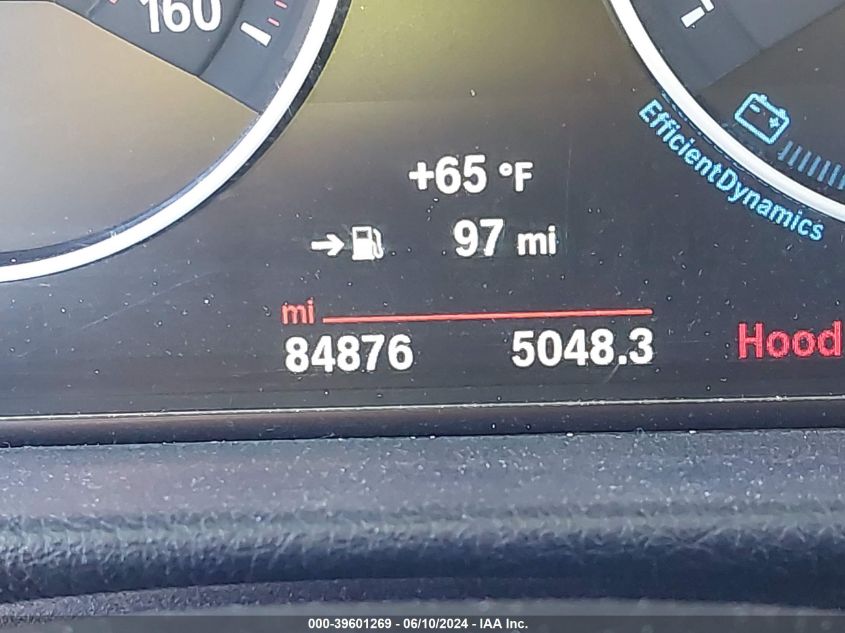 160
+65 °F
→ 97 mi
mi
84876 5048.3
Hood
EfficientDynamics
000-39601269 - 06/10/2024 - IAA Inc.